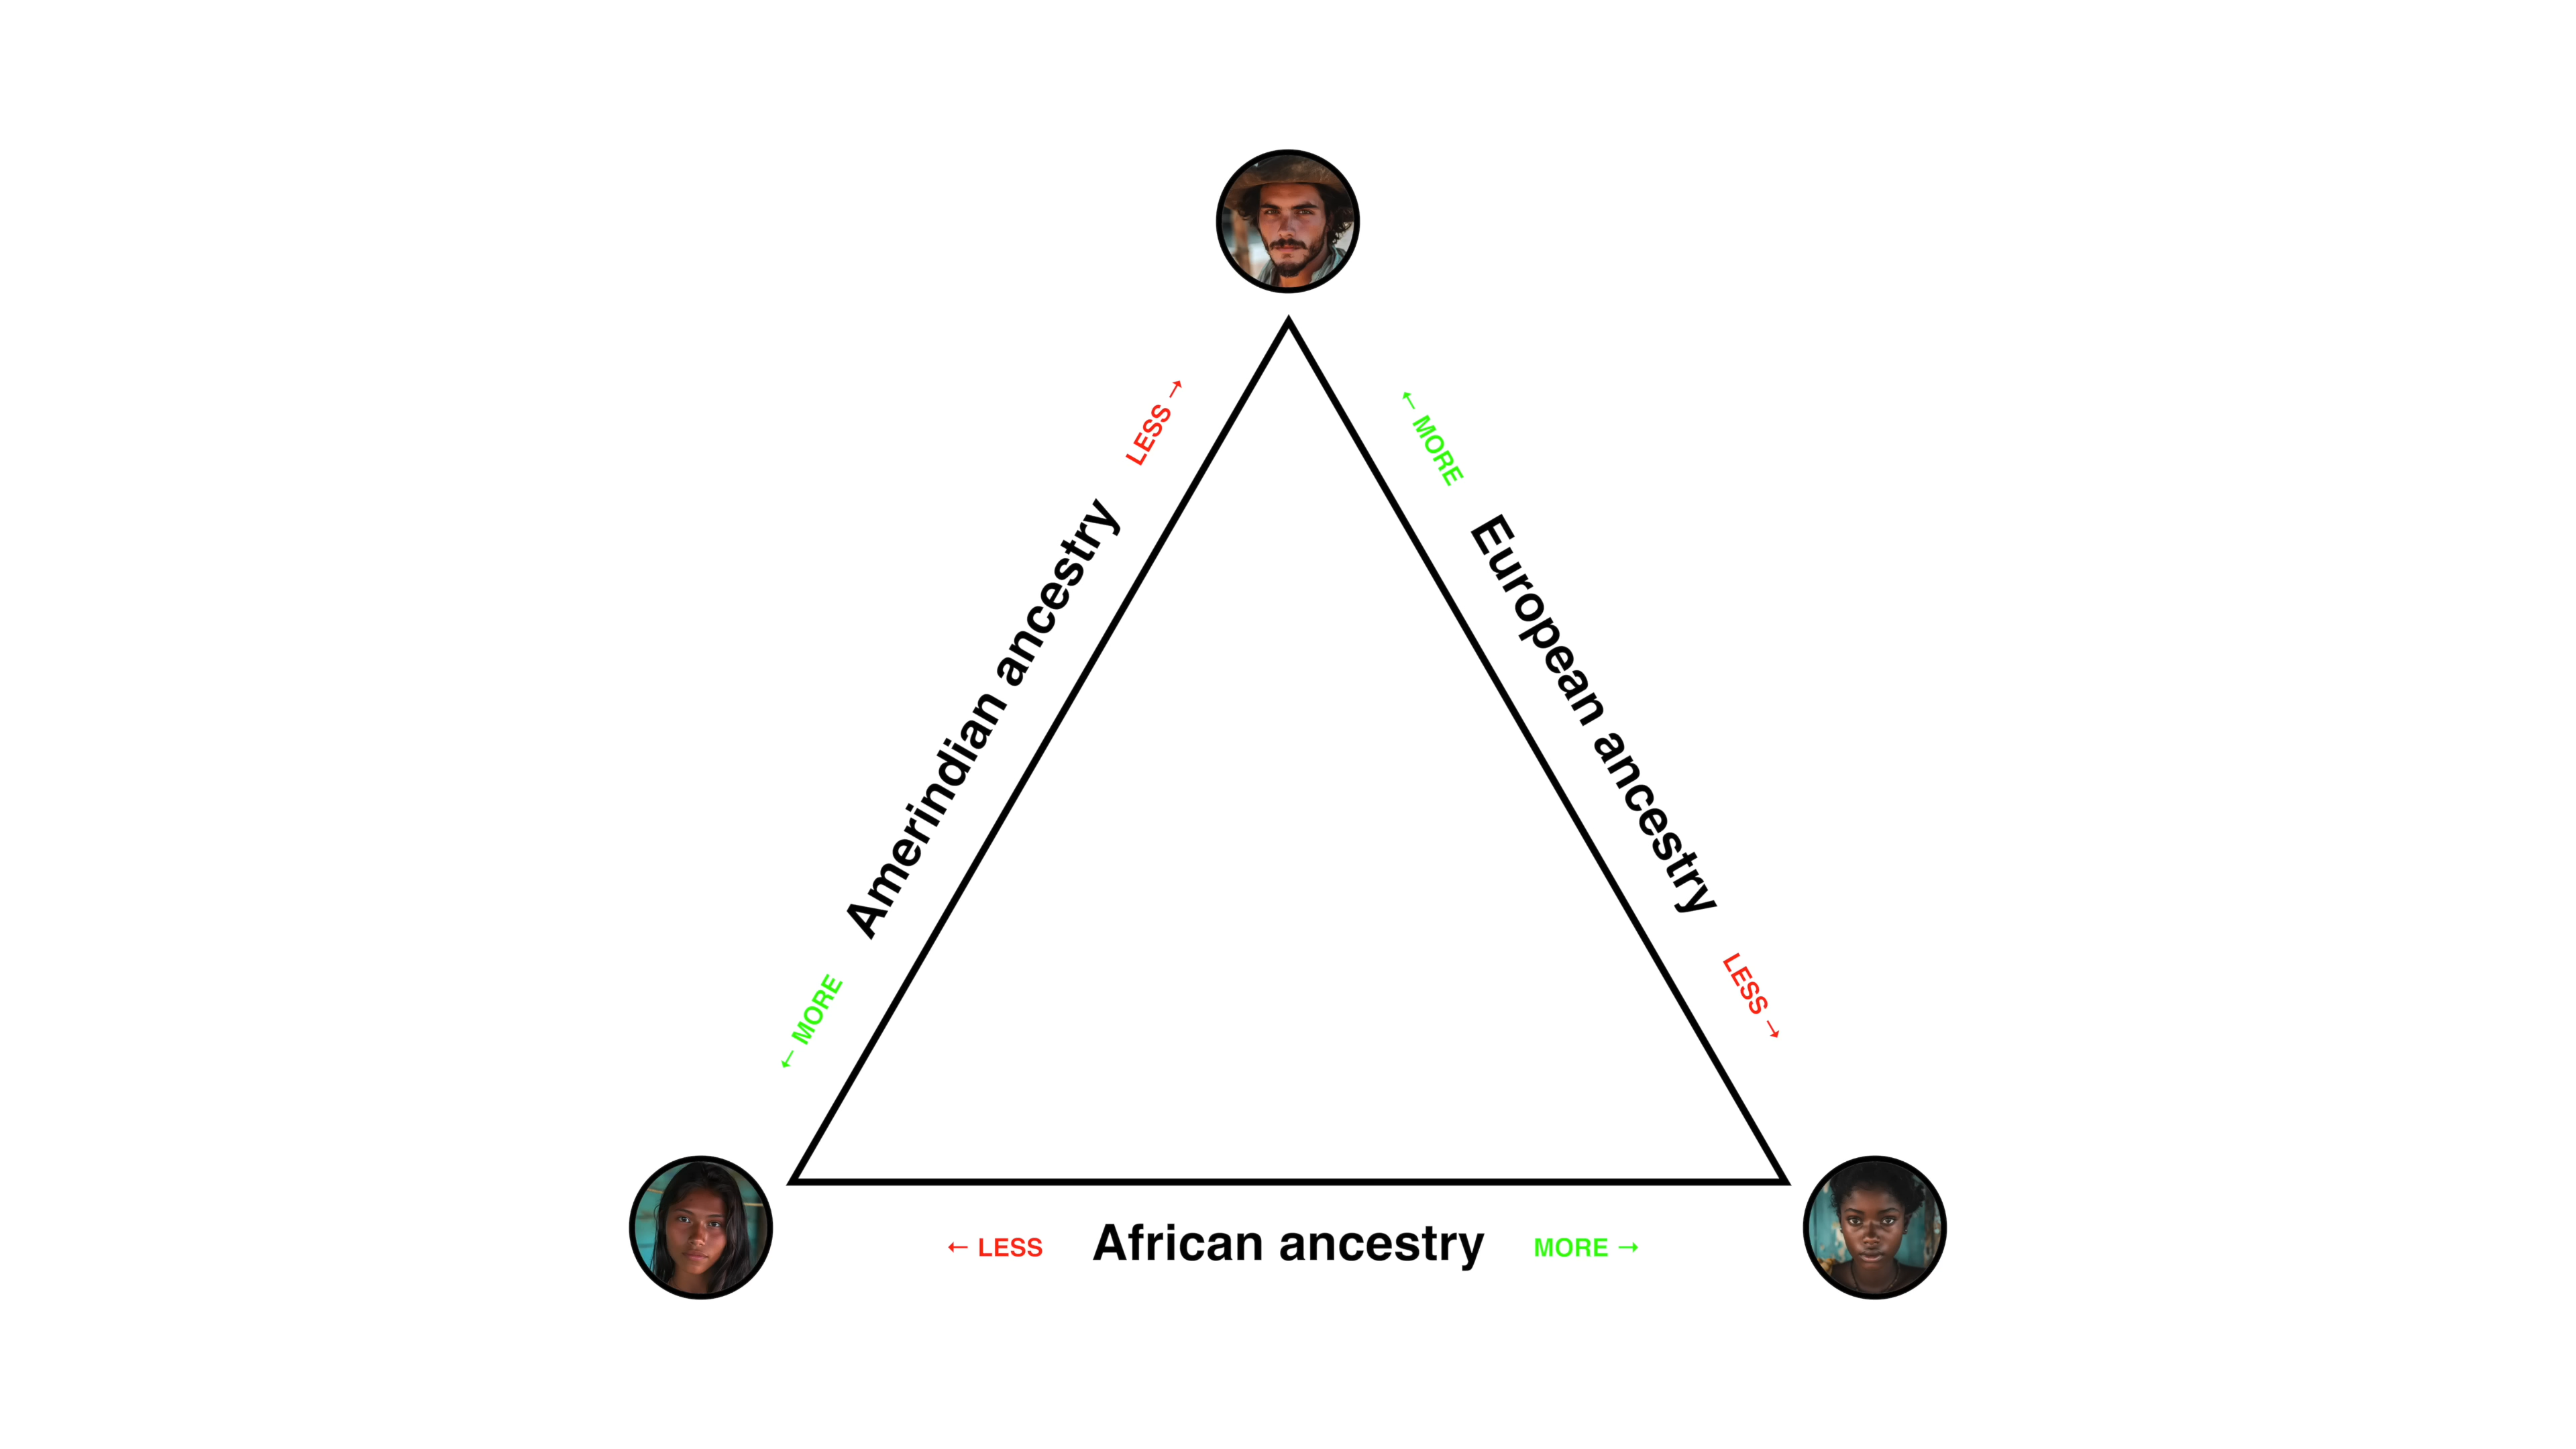 LESS →
Amerindian ancestry
← MORE
← MORE
European ancestry
LESS →
← LESS
African ancestry
MORE →